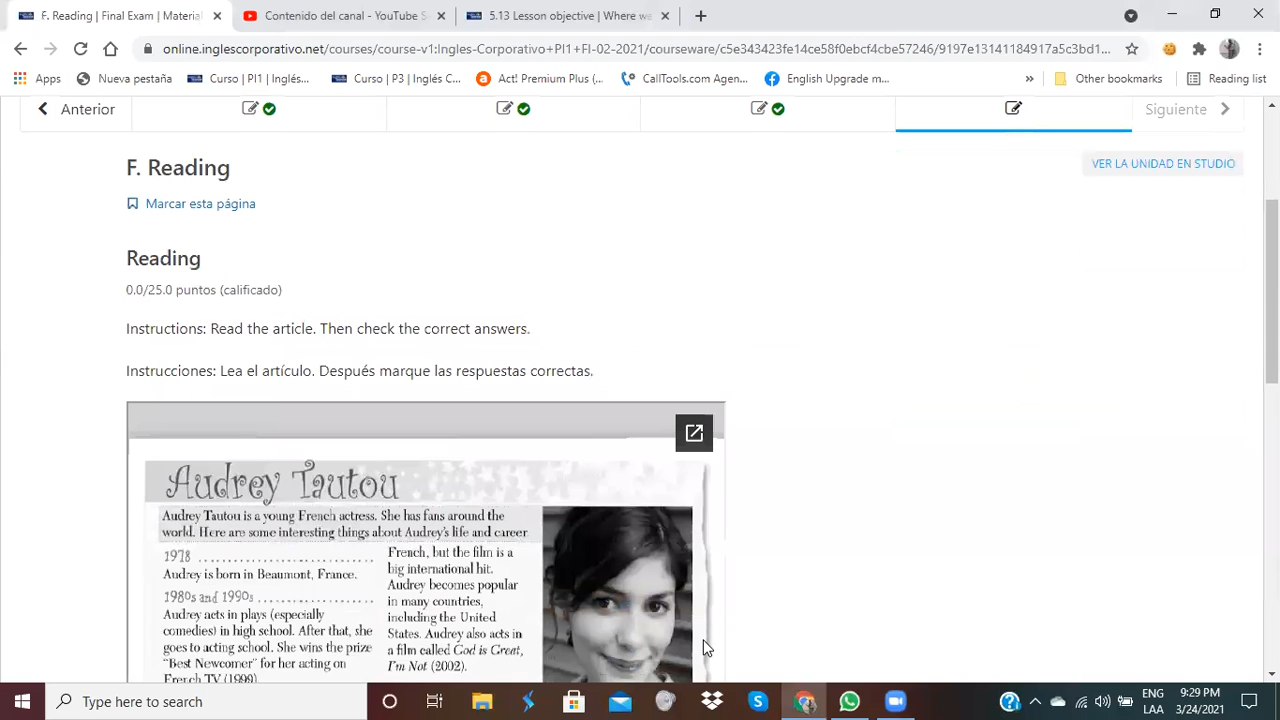 F. Reading | Final Exam | Material
Contenido del canal - YouTube S
5.13 Lesson objective | Where we
online.inglescorporativo.net/courses/course-v1:Ingles-Corporativo+PI1+FI-02-2021/courseware/c5e343423fe14ce58f0ebcf4cbe57246/9197e13141184917a5c3bd1...
Apps
Nueva pestaña
Curso | PI1 | Inglés...
Curso | P3 | Inglés C...
Act! Premium Plus (...
CallTools.com Agen...
English Upgrade m...
»
Other bookmarks
Reading list
Anterior
Siguiente
F. Reading
VER LA UNIDAD EN STUDIO
Marcar esta página
Reading
0.0/25.0 puntos (calificado)
Instructions: Read the article. Then check the correct answers.
Instrucciones: Lea el artículo. Después marque las respuestas correctas.
Audrey Tautou
Audrey Tautou is a young French actress. She has fans around the
world. Here are some interesting things about Audrey's life and career
1978
Audrey is born in Beaumont, France.
1980s and 1990s
Audrey acts in plays (especially
comedies) in high school. After that, she
goes to acting school. She wins the prize
"Best Newcomer" for her acting on
French TV (1998).
French, but the film is a
big international hit.
Audrey becomes popular
in many countries,
including the United
States. Audrey also acts in
a film called God is Great,
I'm Not (2002).
Type here to search
ENG
LAA
9:29 PM
3/24/2021